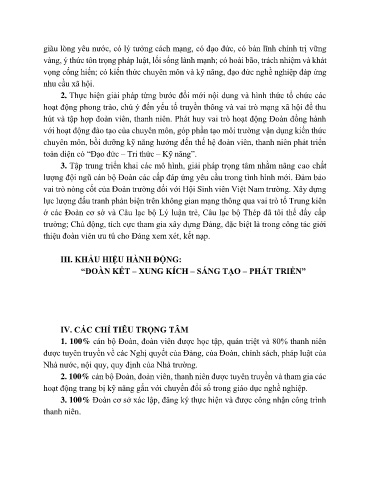 giàu lòng yêu nước, có lý tưởng cách mạng, có đạo đức, có bản lĩnh chính trị vững
vàng, ý thức tôn trọng pháp luật, lối sống lành mạnh; có hoài bão, trách nhiệm và khát
vọng cống hiến; có kiến thức chuyên môn và kỹ năng, đạo đức nghề nghiệp đáp ứng
nhu cầu xã hội.
2. Thực hiện giải pháp từng bước đổi mới nội dung và hình thức tổ chức các
hoạt động phong trào, chú ý đến yếu tố truyền thống và vai trò mạng xã hội để thu
hút và tập hợp đoàn viên, thanh niên. Phát huy vai trò hoạt động Đoàn đồng hành
với hoạt động đào tạo của chuyên môn, góp phần tạo môi trường vận dụng kiến thức
chuyên môn, bồi dưỡng kỹ năng hướng đến thế hệ đoàn viên, thanh niên phát triển
toàn diện có “Đạo đức – Tri thức – Kỹ năng”.
3. Tập trung triển khai các mô hình, giải pháp trọng tâm nhằm nâng cao chất
lượng đội ngũ cán bộ Đoàn các cấp đáp ứng yêu cầu trong tình hình mới. Đảm bảo
vai trò nòng cốt của Đoàn trường đối với Hội Sinh viên Việt Nam trường. Xây dựng
lực lượng đấu tranh phản biện trên không gian mạng thông qua vai trò tổ Trung kiên
ở các Đoàn cơ sở và Câu lạc bộ Lý luận trẻ, Câu lạc bộ Thép đã tôi thế đấy cấp
trường; Chủ động, tích cực tham gia xây dựng Đảng, đặc biệt là trong công tác giới
thiệu đoàn viên ưu tú cho Đảng xem xét, kết nạp.
III. KHẨU HIỆU HÀNH ĐỘNG:
“ĐOÀN KẾT – XUNG KÍCH – SÁNG TẠO – PHÁT TRIỂN”
IV. CÁC CHỈ TIÊU TRỌNG TÂM
1. 100% cán bộ Đoàn, đoàn viên được học tập, quán triệt và 80% thanh niên
được tuyên truyền về các Nghị quyết của Đảng, của Đoàn, chính sách, pháp luật của
Nhà nước, nội quy, quy định của Nhà trường.
2. 100% cán bộ Đoàn, đoàn viên, thanh niên được tuyên truyền và tham gia các
hoạt động trang bị kỹ năng gắn với chuyển đổi số trong giáo dục nghề nghiệp.
3. 100% Đoàn cơ sở xác lập, đăng ký thực hiện và được công nhận công trình
thanh niên.